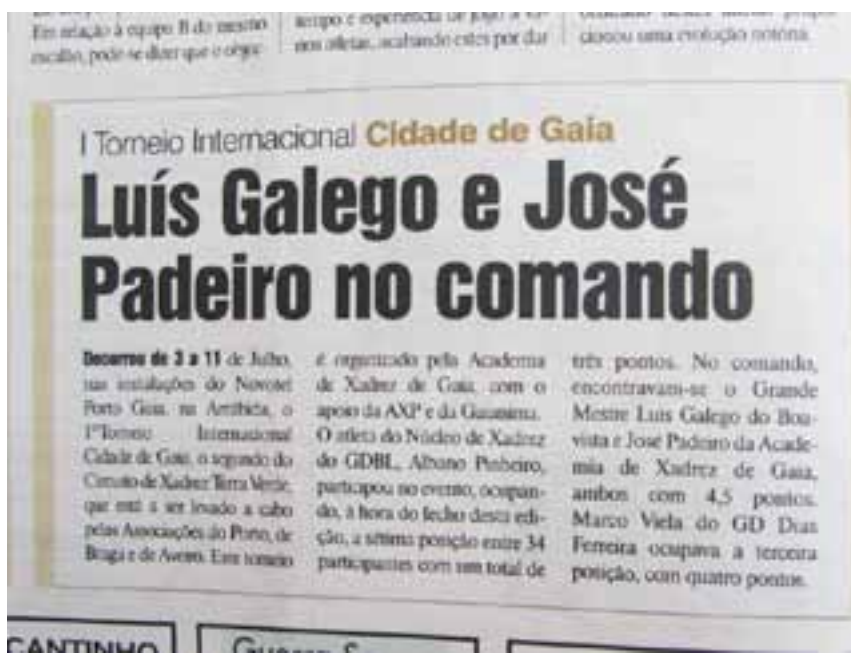 Em relação à equipa B do mesmo
escalão, pode-se dizer que o
tempo e experiência de jogo a
nos atletas, acabando estes por dar
cionou uma evolução notória.
I Torneio Internacional Cidade de Gaia
Luís Galego e José
Padeiro no comando
Decorreu de 3 a 11 de Julho,
nas instalações do Novotel
Porto Gaia, na Arrábida, o
1º Torneio Internacional
Cidade de Gaia, o segundo do
Circuito de Xadrez Terra Verde,
que está a ser levado a cabo
pelas Associações do Porto, de
Braga e de Aveiro. Este torneio
é organizado pela Academia
de Xadrez de Gaia, com o
apoio da AXP e da Gaianima.
O atleta do Núcleo de Xadrez
do GDBL, Albano Pinheiro,
participou no evento, ocupan-
do, à hora do fecho desta edi-
ção, a sétima posição entre 34
participantes com um total de
três pontos. No comando,
encontravam-se o Grande
Mestre Luís Galego do Boa-
vista e José Padeiro da Acade-
mia de Xadrez de Gaia,
ambos com 4,5 pontos.
Marco Viela do GD Dias
Ferreira ocupava a terceira
posição, com quatro pontos.
CANTINHO